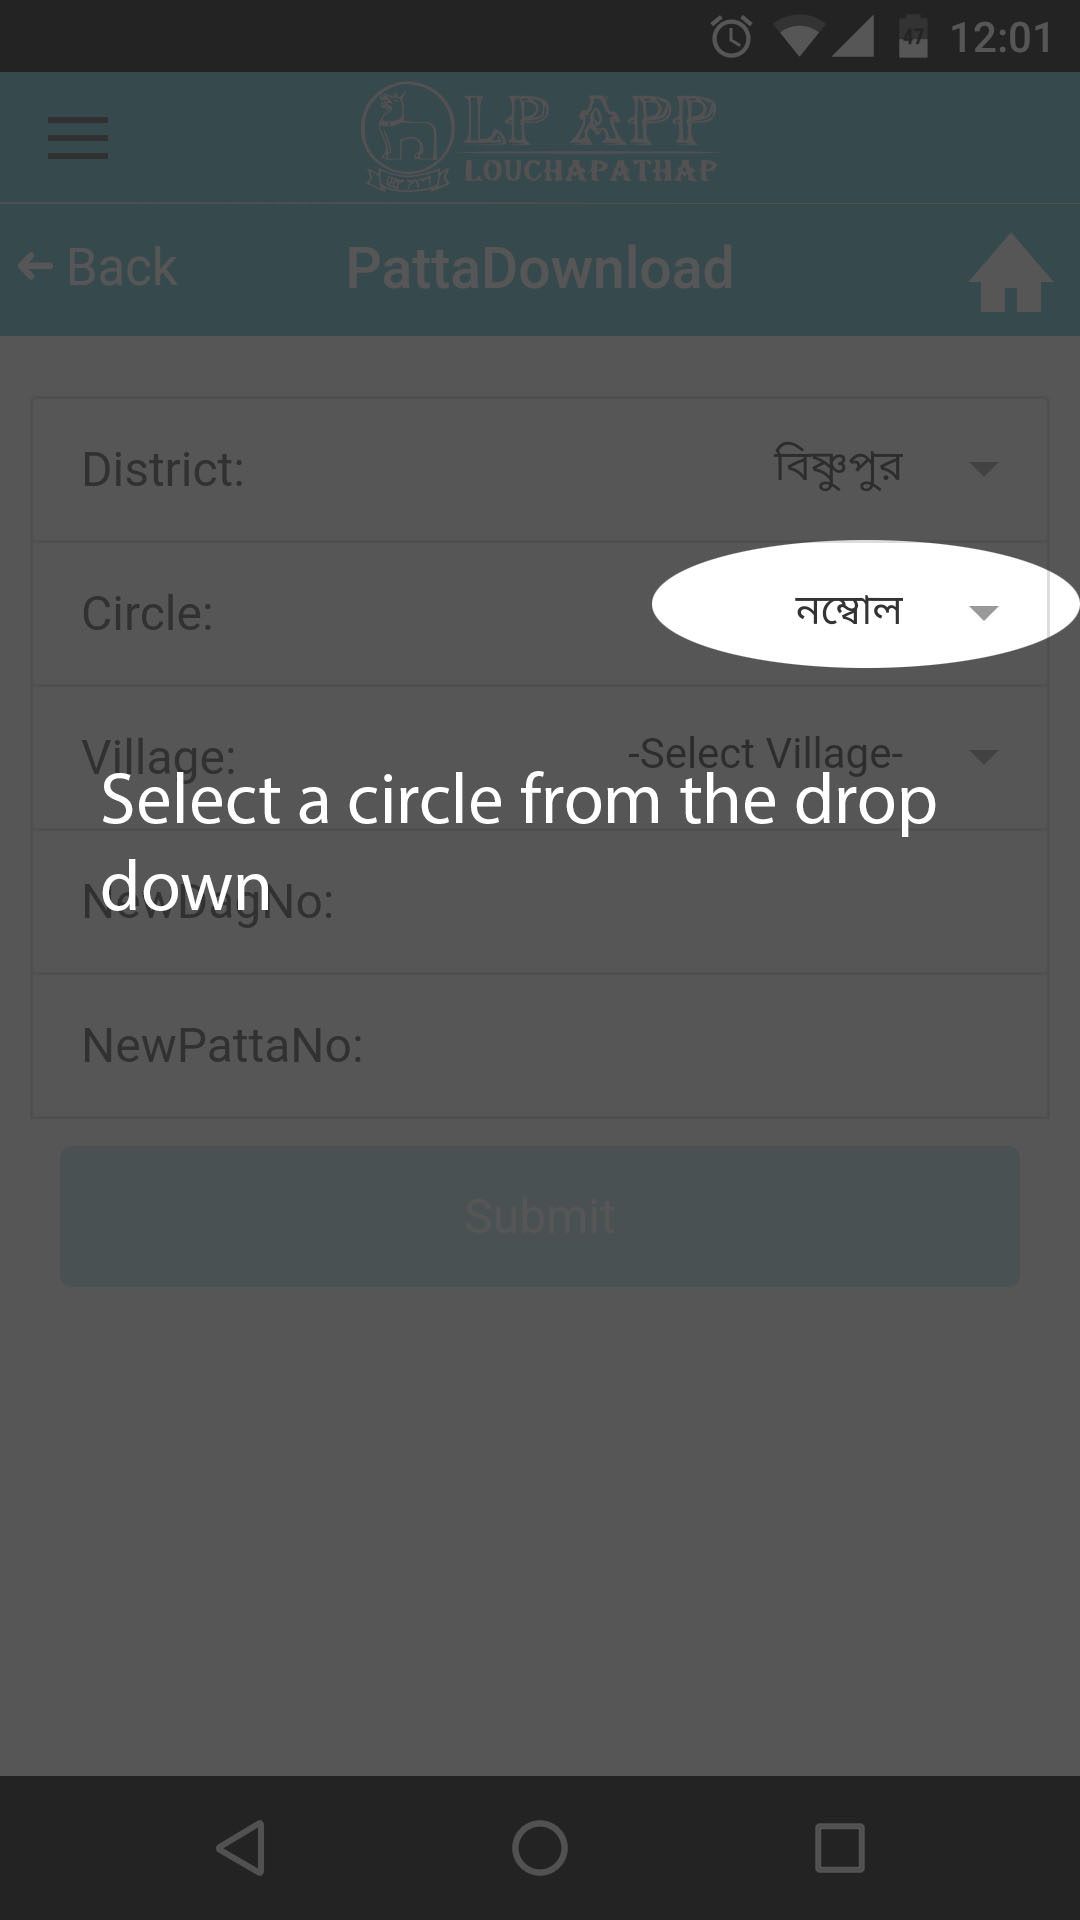 47 12:01
LP APP
LOUCHAPATHAP
Back PattaDownload
District: বিষ্ণুপুর
Circle: নম্বোল
Village: -Select Village-
Select a circle from the drop
down
NewDagNo:
NewPattaNo:
Submit